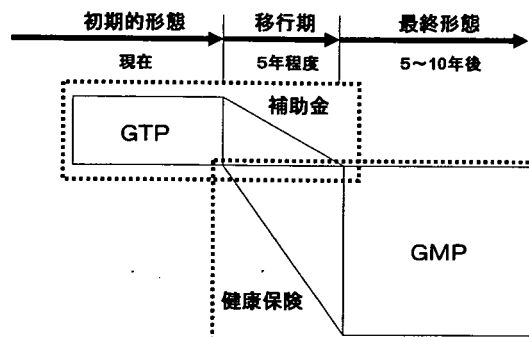 初期的形態
移行期
最終形態
現在
5年程度
5～10年後
補助金
GTP
GMP
健康保険